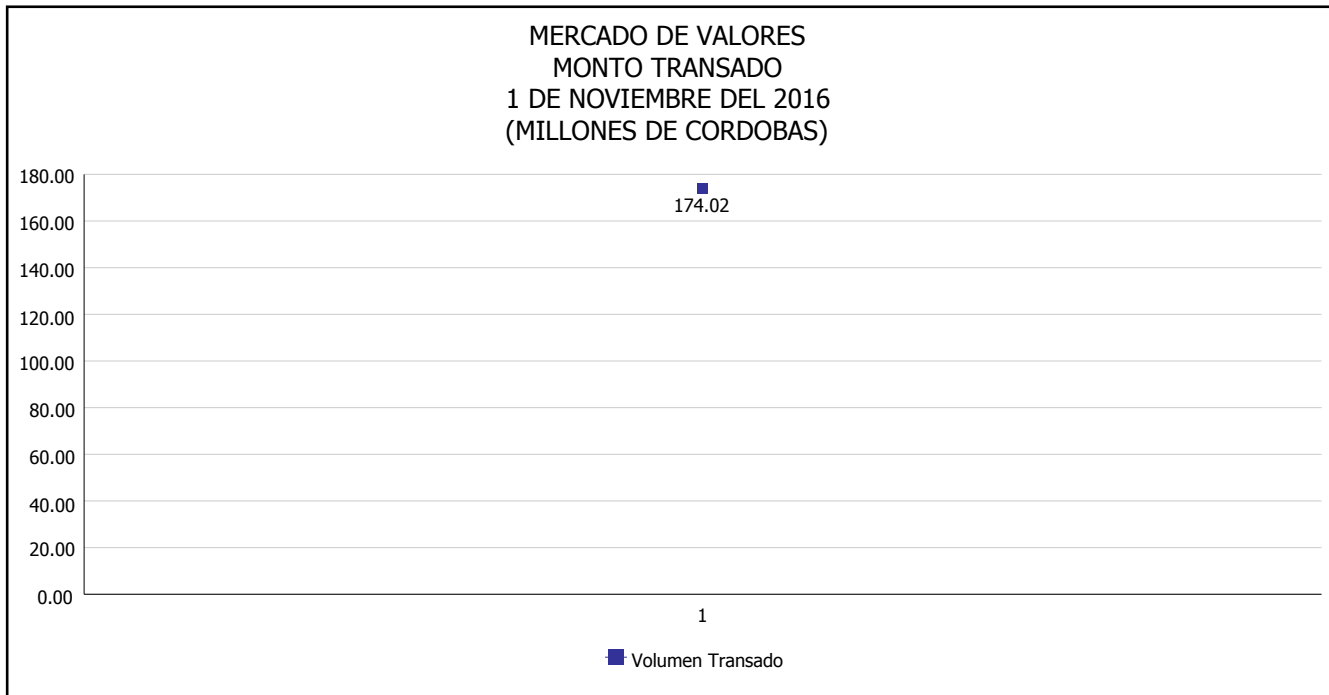 MERCADO DE VALORES
MONTO TRANSADO
1 DE NOVIEMBRE DEL 2016
(MILLONES DE CORDOBAS)
180.00
174.02
160.00
140.00
120.00
100.00
80.00
60.00
40.00
20.00
0.00
1
Volumen Transado